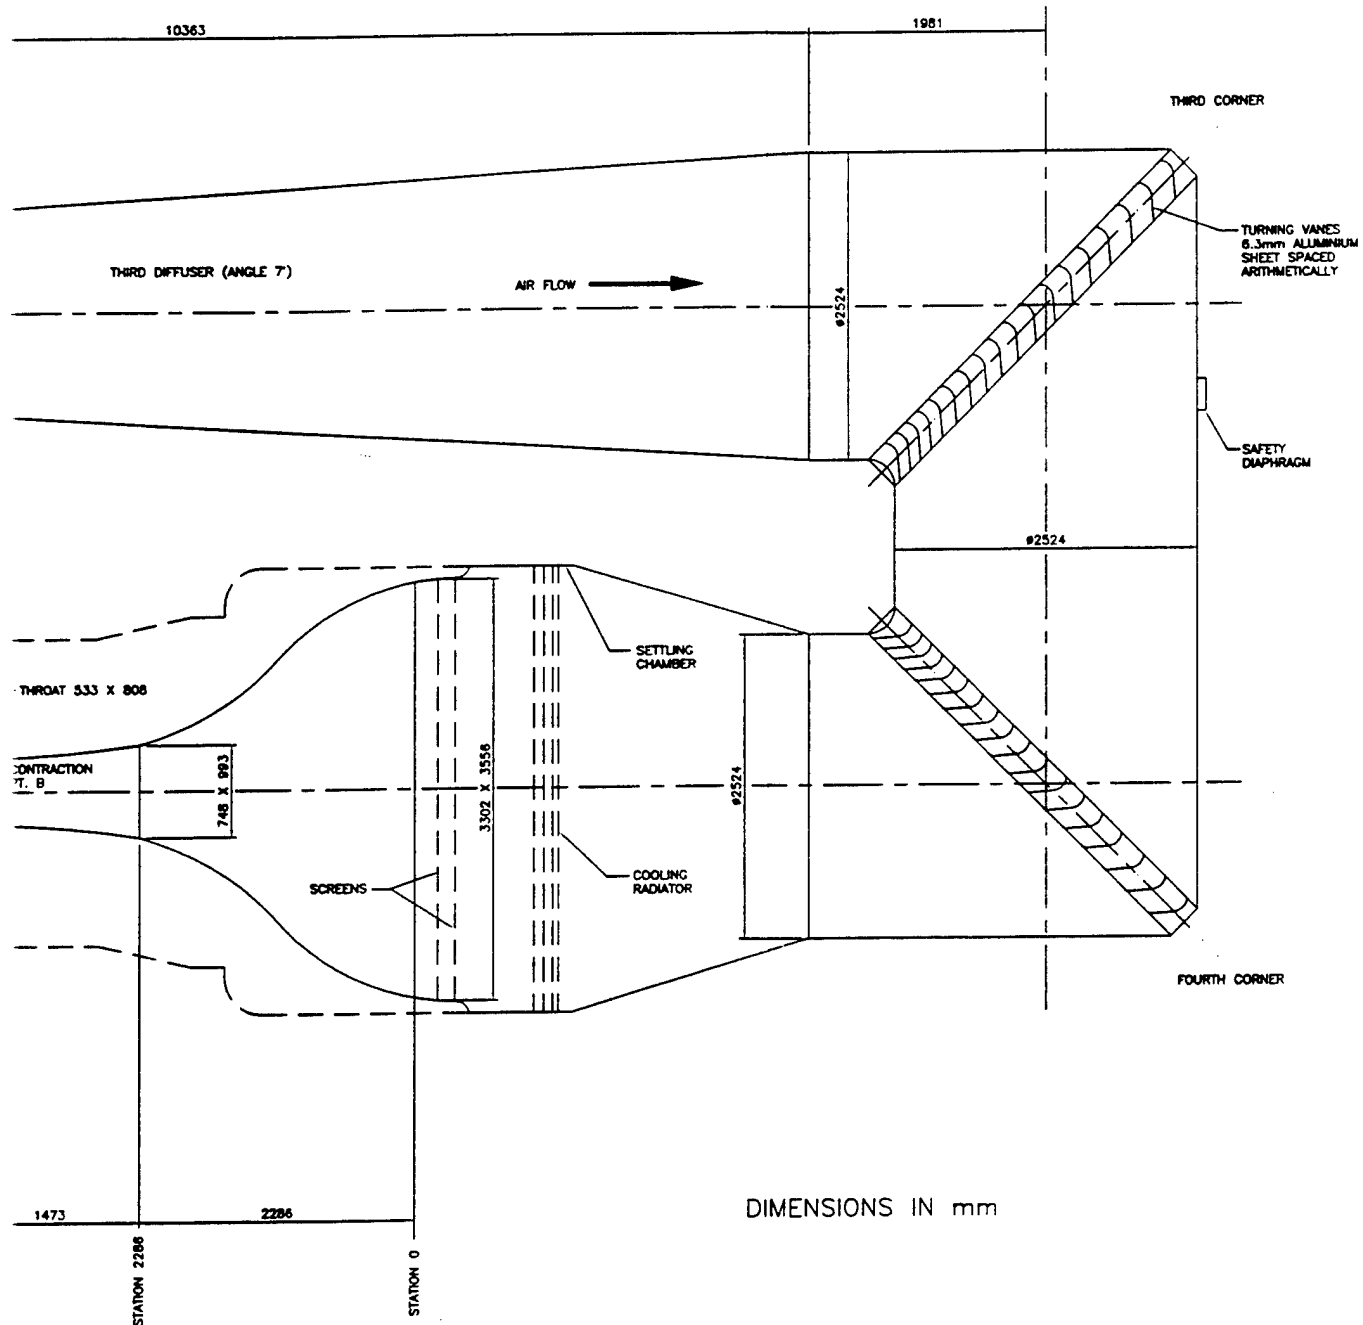 10363
1981
THIRD CORNER
TURNING VANES
6.3mm ALUMINIUM
SHEET SPACED
ARITHMETICALLY
THIRD DIFFUSER (ANGLE 7')
AIR FLOW
ø2524
SAFETY
DIAPHRAGM
ø2524
SETTLING
CHAMBER
THROAT 533 X 808
CONTRACTION
PT. B
748 X 993
3302 X 3556
ø2524
SCREENS
COOLING
RADIATOR
FOURTH CORNER
DIMENSIONS IN mm
1473
2286
STATION 2286
STATION 0